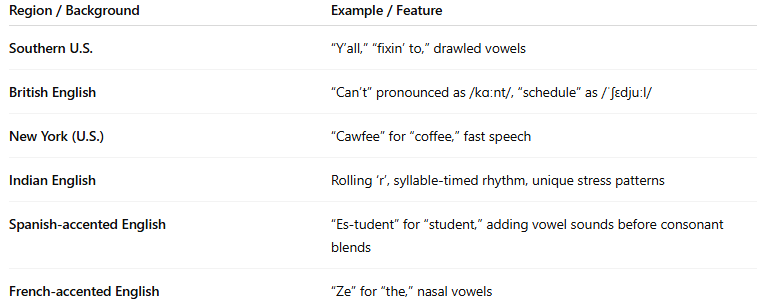 Region / Background Example / Feature
Southern U.S. “Y’all,” “fixin’ to,” drawled vowels
British English “Can’t” pronounced as /kɑːnt/, “schedule” as /ˈʃɛdjuːl/
New York (U.S.) “Cawfee” for “coffee,” fast speech
Indian English Rolling ‘r’, syllable-timed rhythm, unique stress patterns
Spanish-accented English “Es-tudent” for “student,” adding vowel sounds before consonant
blends
French-accented English “Ze” for “the,” nasal vowels